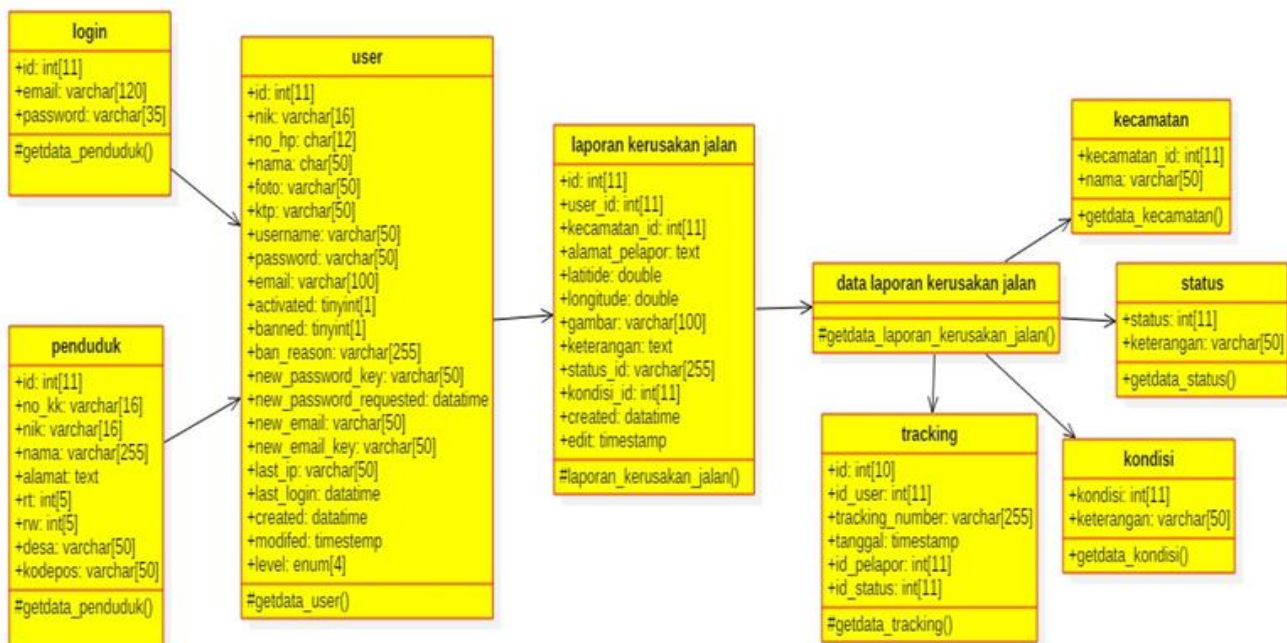 login
+id: int[11]
+email: varchar[120]
+password: varchar[35]
#getdata_penduduk()
penduduk
+id: int[11]
+no_kk: varchar[16]
+nik: varchar[16]
+nama: varchar[255]
+alamat: text
+rt: int[5]
+rw: int[5]
+desa: varchar[50]
+kodepos: varchar[50]
#getdata_penduduk()
user
+id: int[11]
+nik: varchar[16]
+no_hp: char[12]
+nama: char[50]
+foto: varchar[50]
+ktp: varchar[50]
+username: varchar[50]
+password: varchar[50]
+email: varchar[100]
+activated: tinyint[1]
+banned: tinyint[1]
+ban_reason: varchar[255]
+new_password_key: varchar[50]
+new_password_requested: datatime
+new_email: varchar[50]
+new_email_key: varchar[50]
+last_ip: varchar[50]
+last_login: datatime
+created: datatime
+modifed: timestemp
+level: enum[4]
#getdata_user()
laporan kerusakan jalan
+id: int[11]
+user_id: int[11]
+kecamatan_id: int[11]
+alamat_pelapor: text
+latitide: double
+longitude: double
+gambar: varchar[100]
+keterangan: text
+status_id: varchar[255]
+kondisi_id: int[11]
+created: datatime
+edit: timestamp
#laporan_kerusakan_jalan()
data laporan kerusakan jalan
#getdata_laporan_kerusakan_jalan()
kecamatan
+kecamatan_id: int[11]
+nama: varchar[50]
+getdata_kecamatan()
status
+status: int[11]
+keterangan: varchar[50]
+getdata_status()
tracking
+id: int[10]
+id_user: int[11]
+tracking_number: varchar[255]
+tanggal: timestamp
+id_pelapor: int[11]
+id_status: int[11]
#getdata_tracking()
kondisi
+kondisi: int[11]
+keterangan: varchar[50]
+getdata_kondisi()